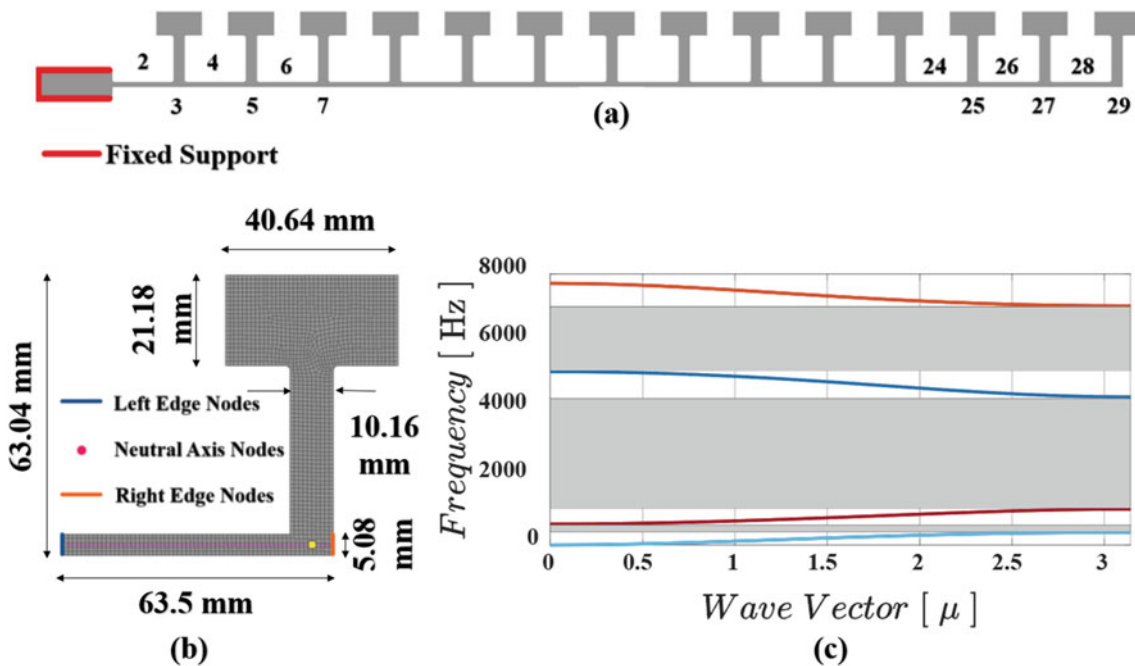 2 4 6 24 26 28
3 5 7 25 27 29
(a)
Fixed Support
40.64 mm
21.18
mm
63.04 mm
Left Edge Nodes
Neutral Axis Nodes
Right Edge Nodes
10.16
mm
5.08
mm
63.5 mm
(b)
8000
6000
4000
2000
0
Frequency [ Hz ]
0 0.5 1 1.5 2 2.5 3
Wave Vector [ μ ]
(c)